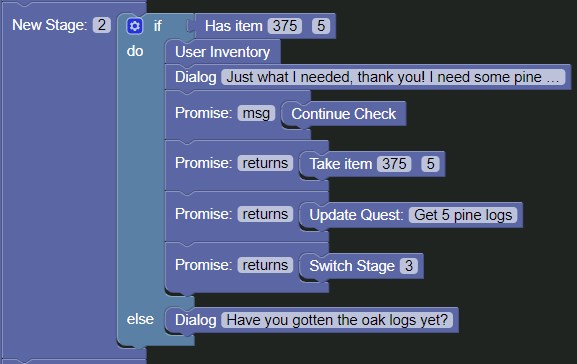 New Stage: 2 if Has item 375 5
do User Inventory
Dialog Just what I needed, thank you! I need some pine ...
Promise: msg Continue Check
Promise: returns Take item 375 5
Promise: returns Update Quest: Get 5 pine logs
Promise: returns Switch Stage 3
else Dialog Have you gotten the oak logs yet?